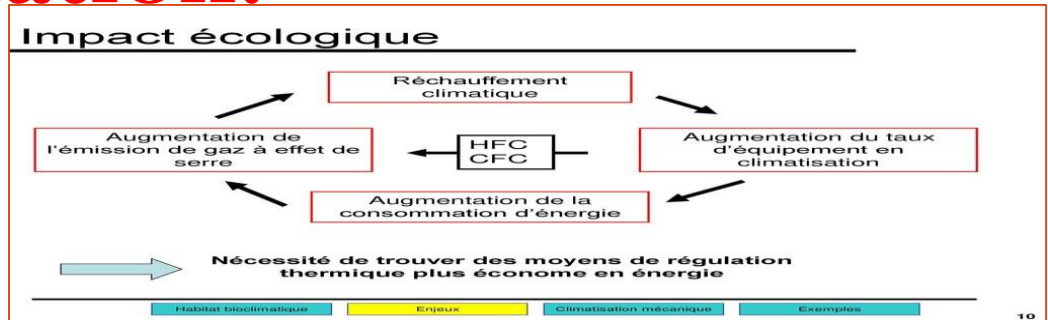 Impact écologique
Réchauffement
climatique
Augmentation de
l'émission de gaz à effet de
serre
HFC
CFC
Augmentation du taux
d'équipement en
climatisation
Augmentation de la
consommation d'énergie
Nécessité de trouver des moyens de régulation
thermique plus économe en énergie
Habitat bioclimatique
Enjeux
Climatisation mécanique
Exemples
19